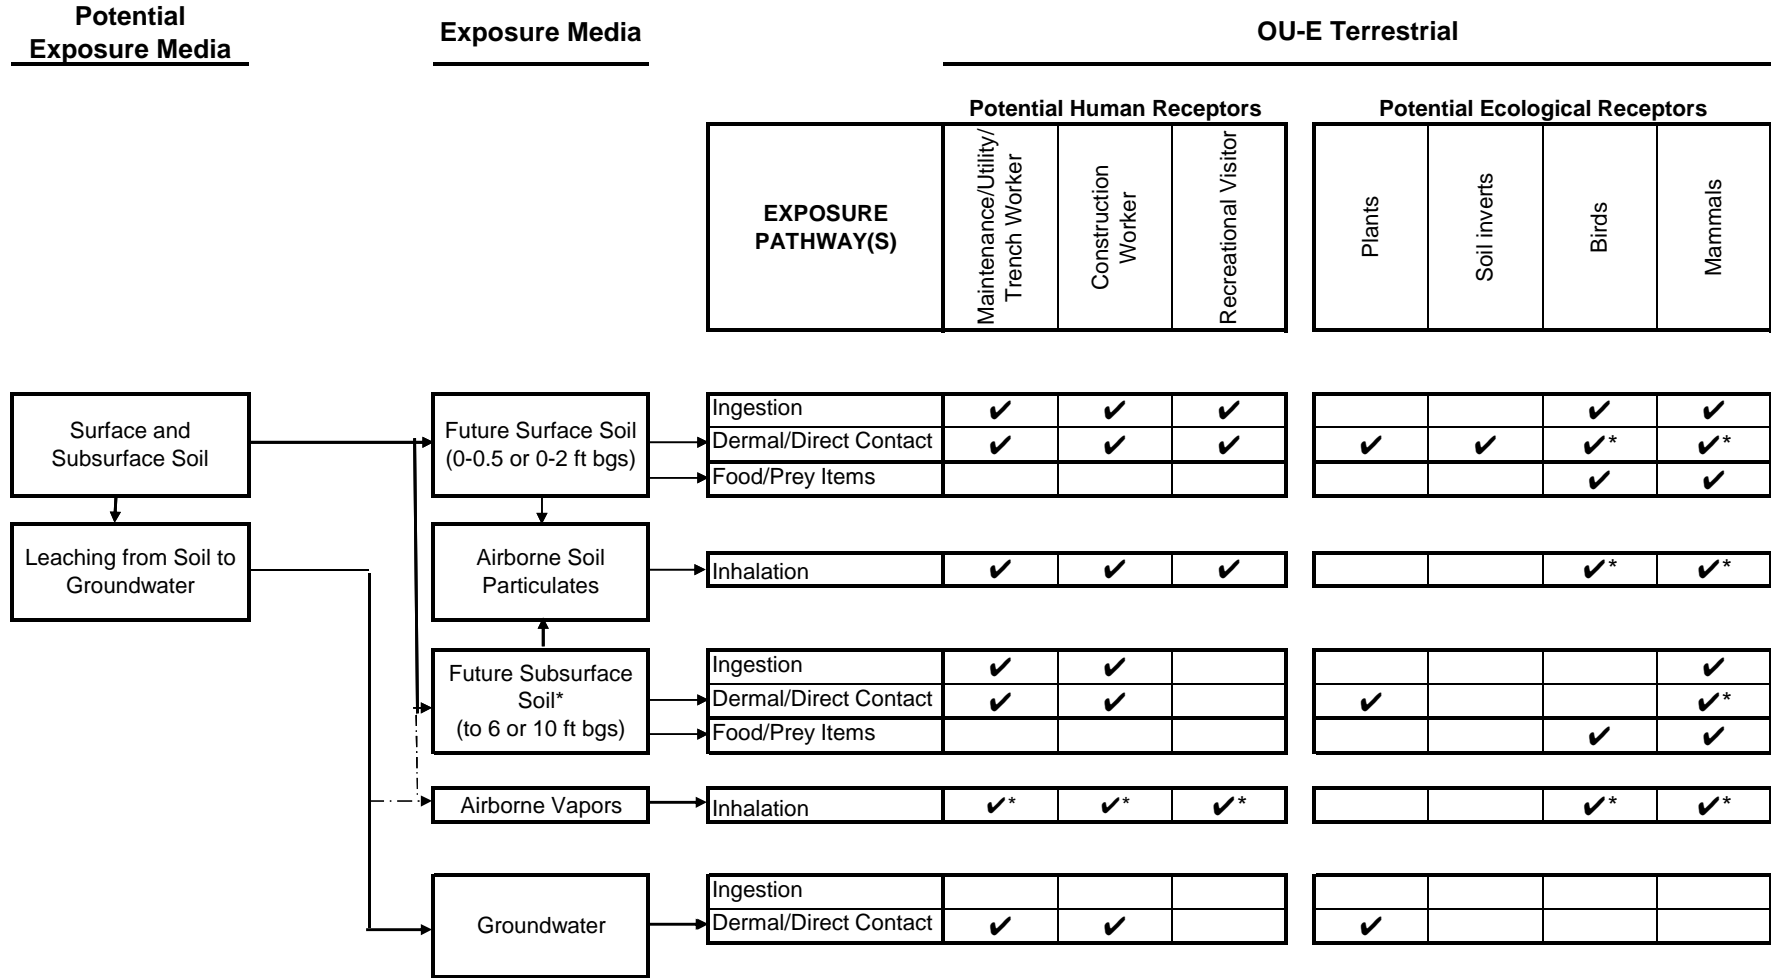 Potential
Exposure Media
Exposure Media
OU-E Terrestrial
Potential Human Receptors
Potential Ecological Receptors
EXPOSURE
PATHWAY(S)
Maintenance/Utility/
Trench Worker
Construction
Worker
Recreational Visitor
Plants
Soil inverts
Birds
Mammals
Surface and
Subsurface Soil
Future Surface Soil
(0-0.5 or 0-2 ft bgs)
Ingestion ✔ ✔ ✔ ✔ ✔
Dermal/Direct Contact ✔ ✔ ✔ ✔ ✔ ✔* ✔*
Food/Prey Items ✔ ✔
Leaching from Soil to
Groundwater
Airborne Soil
Particulates
Inhalation ✔ ✔ ✔ ✔* ✔*
Future Subsurface
Soil*
(to 6 or 10 ft bgs)
Ingestion ✔ ✔ ✔
Dermal/Direct Contact ✔ ✔ ✔ ✔*
Food/Prey Items ✔ ✔
Airborne Vapors
Inhalation ✔* ✔* ✔* ✔* ✔*
Groundwater
Ingestion
Dermal/Direct Contact ✔ ✔ ✔